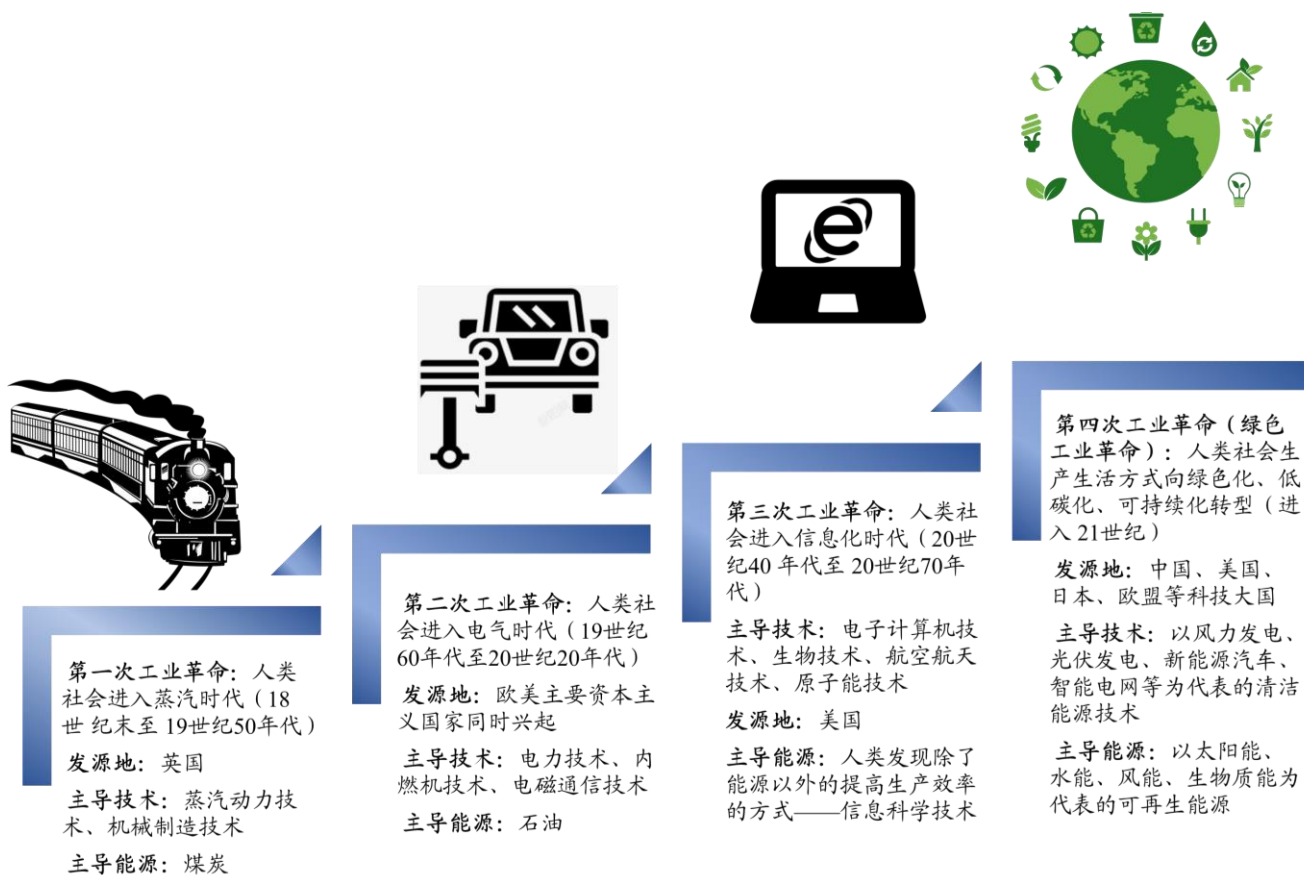 第一次工业革命：人类
社会进入蒸汽时代（18
世 纪末至 19世纪50年代）
发源地：英国
主导技术：蒸汽动力技
术、机械制造技术
主导能源：煤炭
第二次工业革命：人类社
会进入电气时代（19世纪
60年代至20世纪20年代）
发源地：欧美主要资本主
义国家同时兴起
主导技术：电力技术、内
燃机技术、电磁通信技术
主导能源：石油
第三次工业革命：人类社
会进入信息化时代（20世
纪40 年代至 20世纪70年
代）
主导技术：电子计算机技
术、生物技术、航空航天
技术、原子能技术
发源地：美国
主导能源：人类发现除了
能源以外的提高生产效率
的方式——信息科学技术
第四次工业革命（绿色
工业革命）：人类社会生
产生活方式向绿色化、低
碳化、可持续化转型（进
入 21世纪）
发源地：中国、美国、
日本、欧盟等科技大国
主导技术：以风力发电、
光伏发电、新能源汽车、
智能电网等为代表的清洁
能源技术
主导能源：以太阳能、
水能、风能、生物质能为
代表的可再生能源